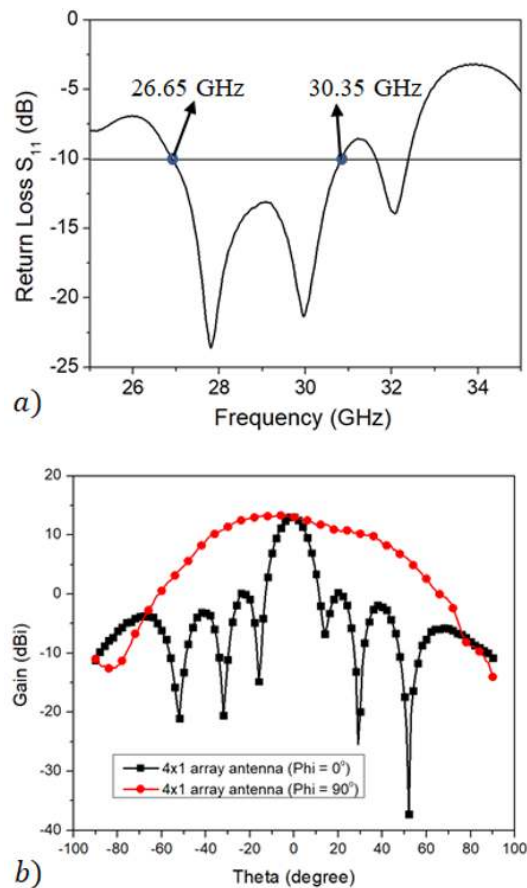 0
-5
-10
-15
-20
-25
Return Loss S₁₁ (dB)
26.65 GHz 30.35 GHz
26 28 30 32 34
Frequency (GHz)
a)
20
10
0
-10
-20
-30
-40
Gain (dBi)
4x1 array antenna (Phi = 0°)
4x1 array antenna (Phi = 90°)
-100 -80 -60 -40 -20 0 20 40 60 80 100
Theta (degree)
b)